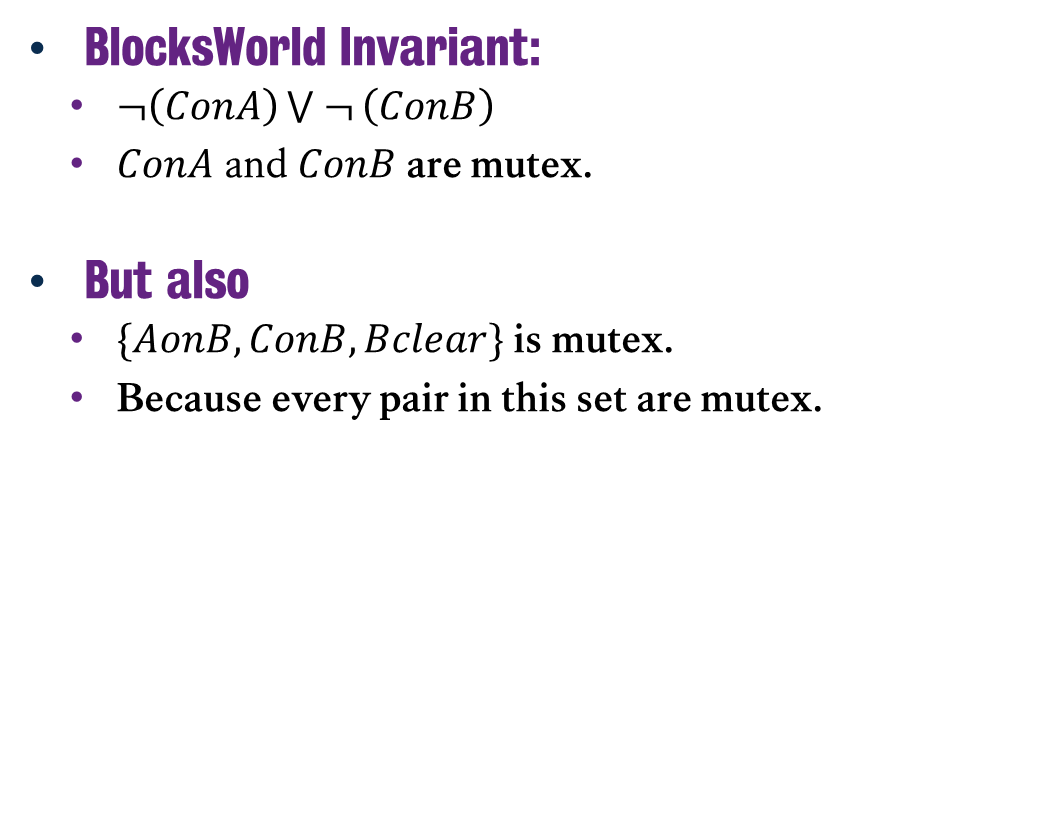 • BlocksWorld Invariant:
• ¬(ConA) ∨ ¬ (ConB)
• ConA and ConB are mutex.
• But also
• {AonB, ConB, Bclear} is mutex.
• Because every pair in this set are mutex.